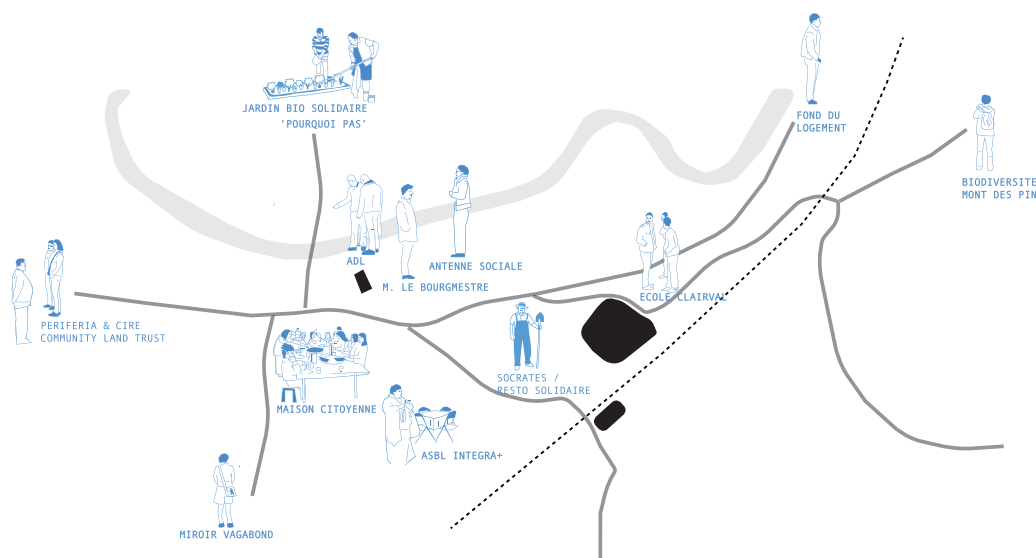 JARDIN BIO SOLIDAIRE
'POURQUOI PAS'
FOND DU
LOGEMENT
BIODIVERSITE
MONT DES PIN
ADL
ANTENNE SOCIALE
M. LE BOURGMESTRE
ECOLE CLAIRVAL
PERIFERIA & CIRE
COMMUNITY LAND TRUST
SOCRATES /
RESTO SOLIDAIRE
MAISON CITOYENNE
ASBL INTEGRA+
MIROIR VAGABOND